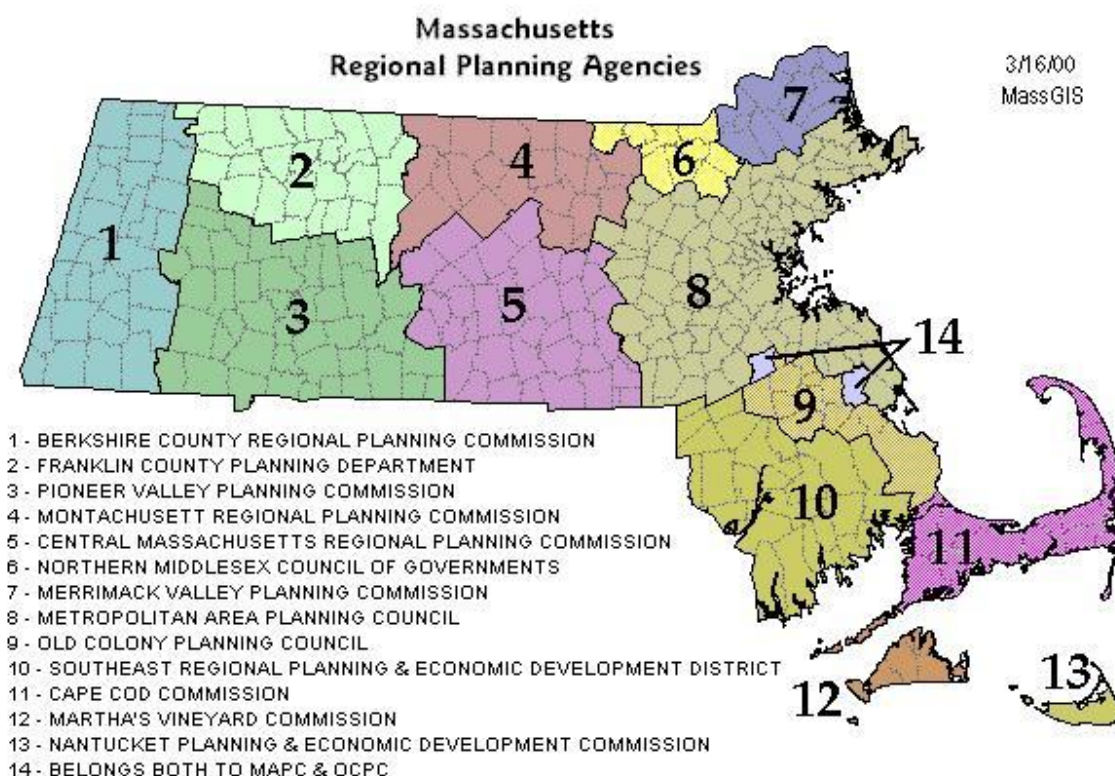 Massachusetts
Regional Planning Agencies
3/16/00
MassGIS
7
2
4
6
1
3
5
8
14
9
10
11
12
13
1 - BERKSHIRE COUNTY REGIONAL PLANNING COMMISSION
2 - FRANKLIN COUNTY PLANNING DEPARTMENT
3 - PIONEER VALLEY PLANNING COMMISSION
4 - MONTACHUSETT REGIONAL PLANNING COMMISSION
5 - CENTRAL MASSACHUSETTS REGIONAL PLANNING COMMISSION
6 - NORTHERN MIDDLESEX COUNCIL OF GOVERNMENTS
7 - MERRIMACK VALLEY PLANNING COMMISSION
8 - METROPOLITAN AREA PLANNING COUNCIL
9 - OLD COLONY PLANNING COUNCIL
10 - SOUTHEAST REGIONAL PLANNING & ECONOMIC DEVELOPMENT DISTRICT
11 - CAPE COD COMMISSION
12 - MARTHA'S VINEYARD COMMISSION
13 - NANTUCKET PLANNING & ECONOMIC DEVELOPMENT COMMISSION
14 - BELONGS BOTH TO MAPC & OCPC